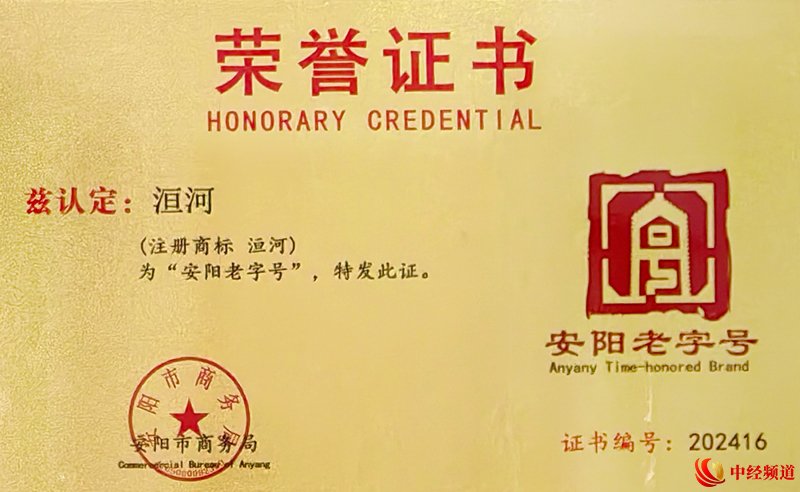 荣誉证书
HONORARY CREDENTIAL
兹认定：洹河
(注册商标 洹河)
为“安阳老字号”，特发此证。
安阳老字号
Anyany Time-honored Brand
安阳市商务局
安阳市商务局
Commercial Bureau of Anyang
证书编号：202416
中经频道